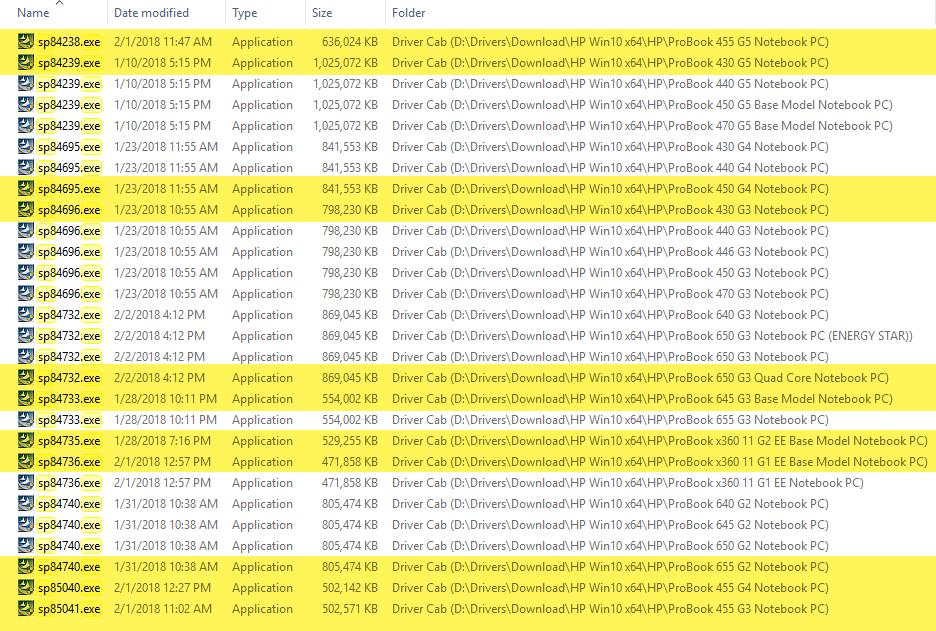 Name Date modified Type Size Folder
sp84238.exe 2/1/2018 11:47 AM Application 636,024 KB Driver Cab (D:\Drivers\Download\HP Win10 x64\HP\ProBook 455 G5 Notebook PC)
sp84239.exe 1/10/2018 5:15 PM Application 1,025,072 KB Driver Cab (D:\Drivers\Download\HP Win10 x64\HP\ProBook 430 G5 Notebook PC)
sp84239.exe 1/10/2018 5:15 PM Application 1,025,072 KB Driver Cab (D:\Drivers\Download\HP Win10 x64\HP\ProBook 440 G5 Notebook PC)
sp84239.exe 1/10/2018 5:15 PM Application 1,025,072 KB Driver Cab (D:\Drivers\Download\HP Win10 x64\HP\ProBook 450 G5 Base Model Notebook PC)
sp84239.exe 1/10/2018 5:15 PM Application 1,025,072 KB Driver Cab (D:\Drivers\Download\HP Win10 x64\HP\ProBook 470 G5 Base Model Notebook PC)
sp84695.exe 1/23/2018 11:55 AM Application 841,553 KB Driver Cab (D:\Drivers\Download\HP Win10 x64\HP\ProBook 430 G4 Notebook PC)
sp84695.exe 1/23/2018 11:55 AM Application 841,553 KB Driver Cab (D:\Drivers\Download\HP Win10 x64\HP\ProBook 440 G4 Notebook PC)
sp84695.exe 1/23/2018 11:55 AM Application 841,553 KB Driver Cab (D:\Drivers\Download\HP Win10 x64\HP\ProBook 450 G4 Notebook PC)
sp84696.exe 1/23/2018 10:55 AM Application 798,230 KB Driver Cab (D:\Drivers\Download\HP Win10 x64\HP\ProBook 430 G3 Notebook PC)
sp84696.exe 1/23/2018 10:55 AM Application 798,230 KB Driver Cab (D:\Drivers\Download\HP Win10 x64\HP\ProBook 440 G3 Notebook PC)
sp84696.exe 1/23/2018 10:55 AM Application 798,230 KB Driver Cab (D:\Drivers\Download\HP Win10 x64\HP\ProBook 446 G3 Notebook PC)
sp84696.exe 1/23/2018 10:55 AM Application 798,230 KB Driver Cab (D:\Drivers\Download\HP Win10 x64\HP\ProBook 450 G3 Notebook PC)
sp84696.exe 1/23/2018 10:55 AM Application 798,230 KB Driver Cab (D:\Drivers\Download\HP Win10 x64\HP\ProBook 470 G3 Notebook PC)
sp84732.exe 2/2/2018 4:12 PM Application 869,045 KB Driver Cab (D:\Drivers\Download\HP Win10 x64\HP\ProBook 640 G3 Notebook PC)
sp84732.exe 2/2/2018 4:12 PM Application 869,045 KB Driver Cab (D:\Drivers\Download\HP Win10 x64\HP\ProBook 650 G3 Notebook PC (ENERGY STAR))
sp84732.exe 2/2/2018 4:12 PM Application 869,045 KB Driver Cab (D:\Drivers\Download\HP Win10 x64\HP\ProBook 650 G3 Notebook PC)
sp84732.exe 2/2/2018 4:12 PM Application 869,045 KB Driver Cab (D:\Drivers\Download\HP Win10 x64\HP\ProBook 650 G3 Quad Core Notebook PC)
sp84733.exe 1/28/2018 10:11 PM Application 554,002 KB Driver Cab (D:\Drivers\Download\HP Win10 x64\HP\ProBook 645 G3 Base Model Notebook PC)
sp84733.exe 1/28/2018 10:11 PM Application 554,002 KB Driver Cab (D:\Drivers\Download\HP Win10 x64\HP\ProBook 655 G3 Notebook PC)
sp84735.exe 1/28/2018 7:16 PM Application 529,255 KB Driver Cab (D:\Drivers\Download\HP Win10 x64\HP\ProBook x360 11 G2 EE Base Model Notebook PC)
sp84736.exe 2/1/2018 12:57 PM Application 471,858 KB Driver Cab (D:\Drivers\Download\HP Win10 x64\HP\ProBook x360 11 G1 EE Base Model Notebook PC)
sp84736.exe 2/1/2018 12:57 PM Application 471,858 KB Driver Cab (D:\Drivers\Download\HP Win10 x64\HP\ProBook x360 11 G1 EE Notebook PC)
sp84740.exe 1/31/2018 10:38 AM Application 805,474 KB Driver Cab (D:\Drivers\Download\HP Win10 x64\HP\ProBook 640 G2 Notebook PC)
sp84740.exe 1/31/2018 10:38 AM Application 805,474 KB Driver Cab (D:\Drivers\Download\HP Win10 x64\HP\ProBook 645 G2 Notebook PC)
sp84740.exe 1/31/2018 10:38 AM Application 805,474 KB Driver Cab (D:\Drivers\Download\HP Win10 x64\HP\ProBook 650 G2 Notebook PC)
sp84740.exe 1/31/2018 10:38 AM Application 805,474 KB Driver Cab (D:\Drivers\Download\HP Win10 x64\HP\ProBook 655 G2 Notebook PC)
sp85040.exe 2/1/2018 12:27 PM Application 502,142 KB Driver Cab (D:\Drivers\Download\HP Win10 x64\HP\ProBook 455 G4 Notebook PC)
sp85041.exe 2/1/2018 11:02 AM Application 502,571 KB Driver Cab (D:\Drivers\Download\HP Win10 x64\HP\ProBook 455 G3 Notebook PC)